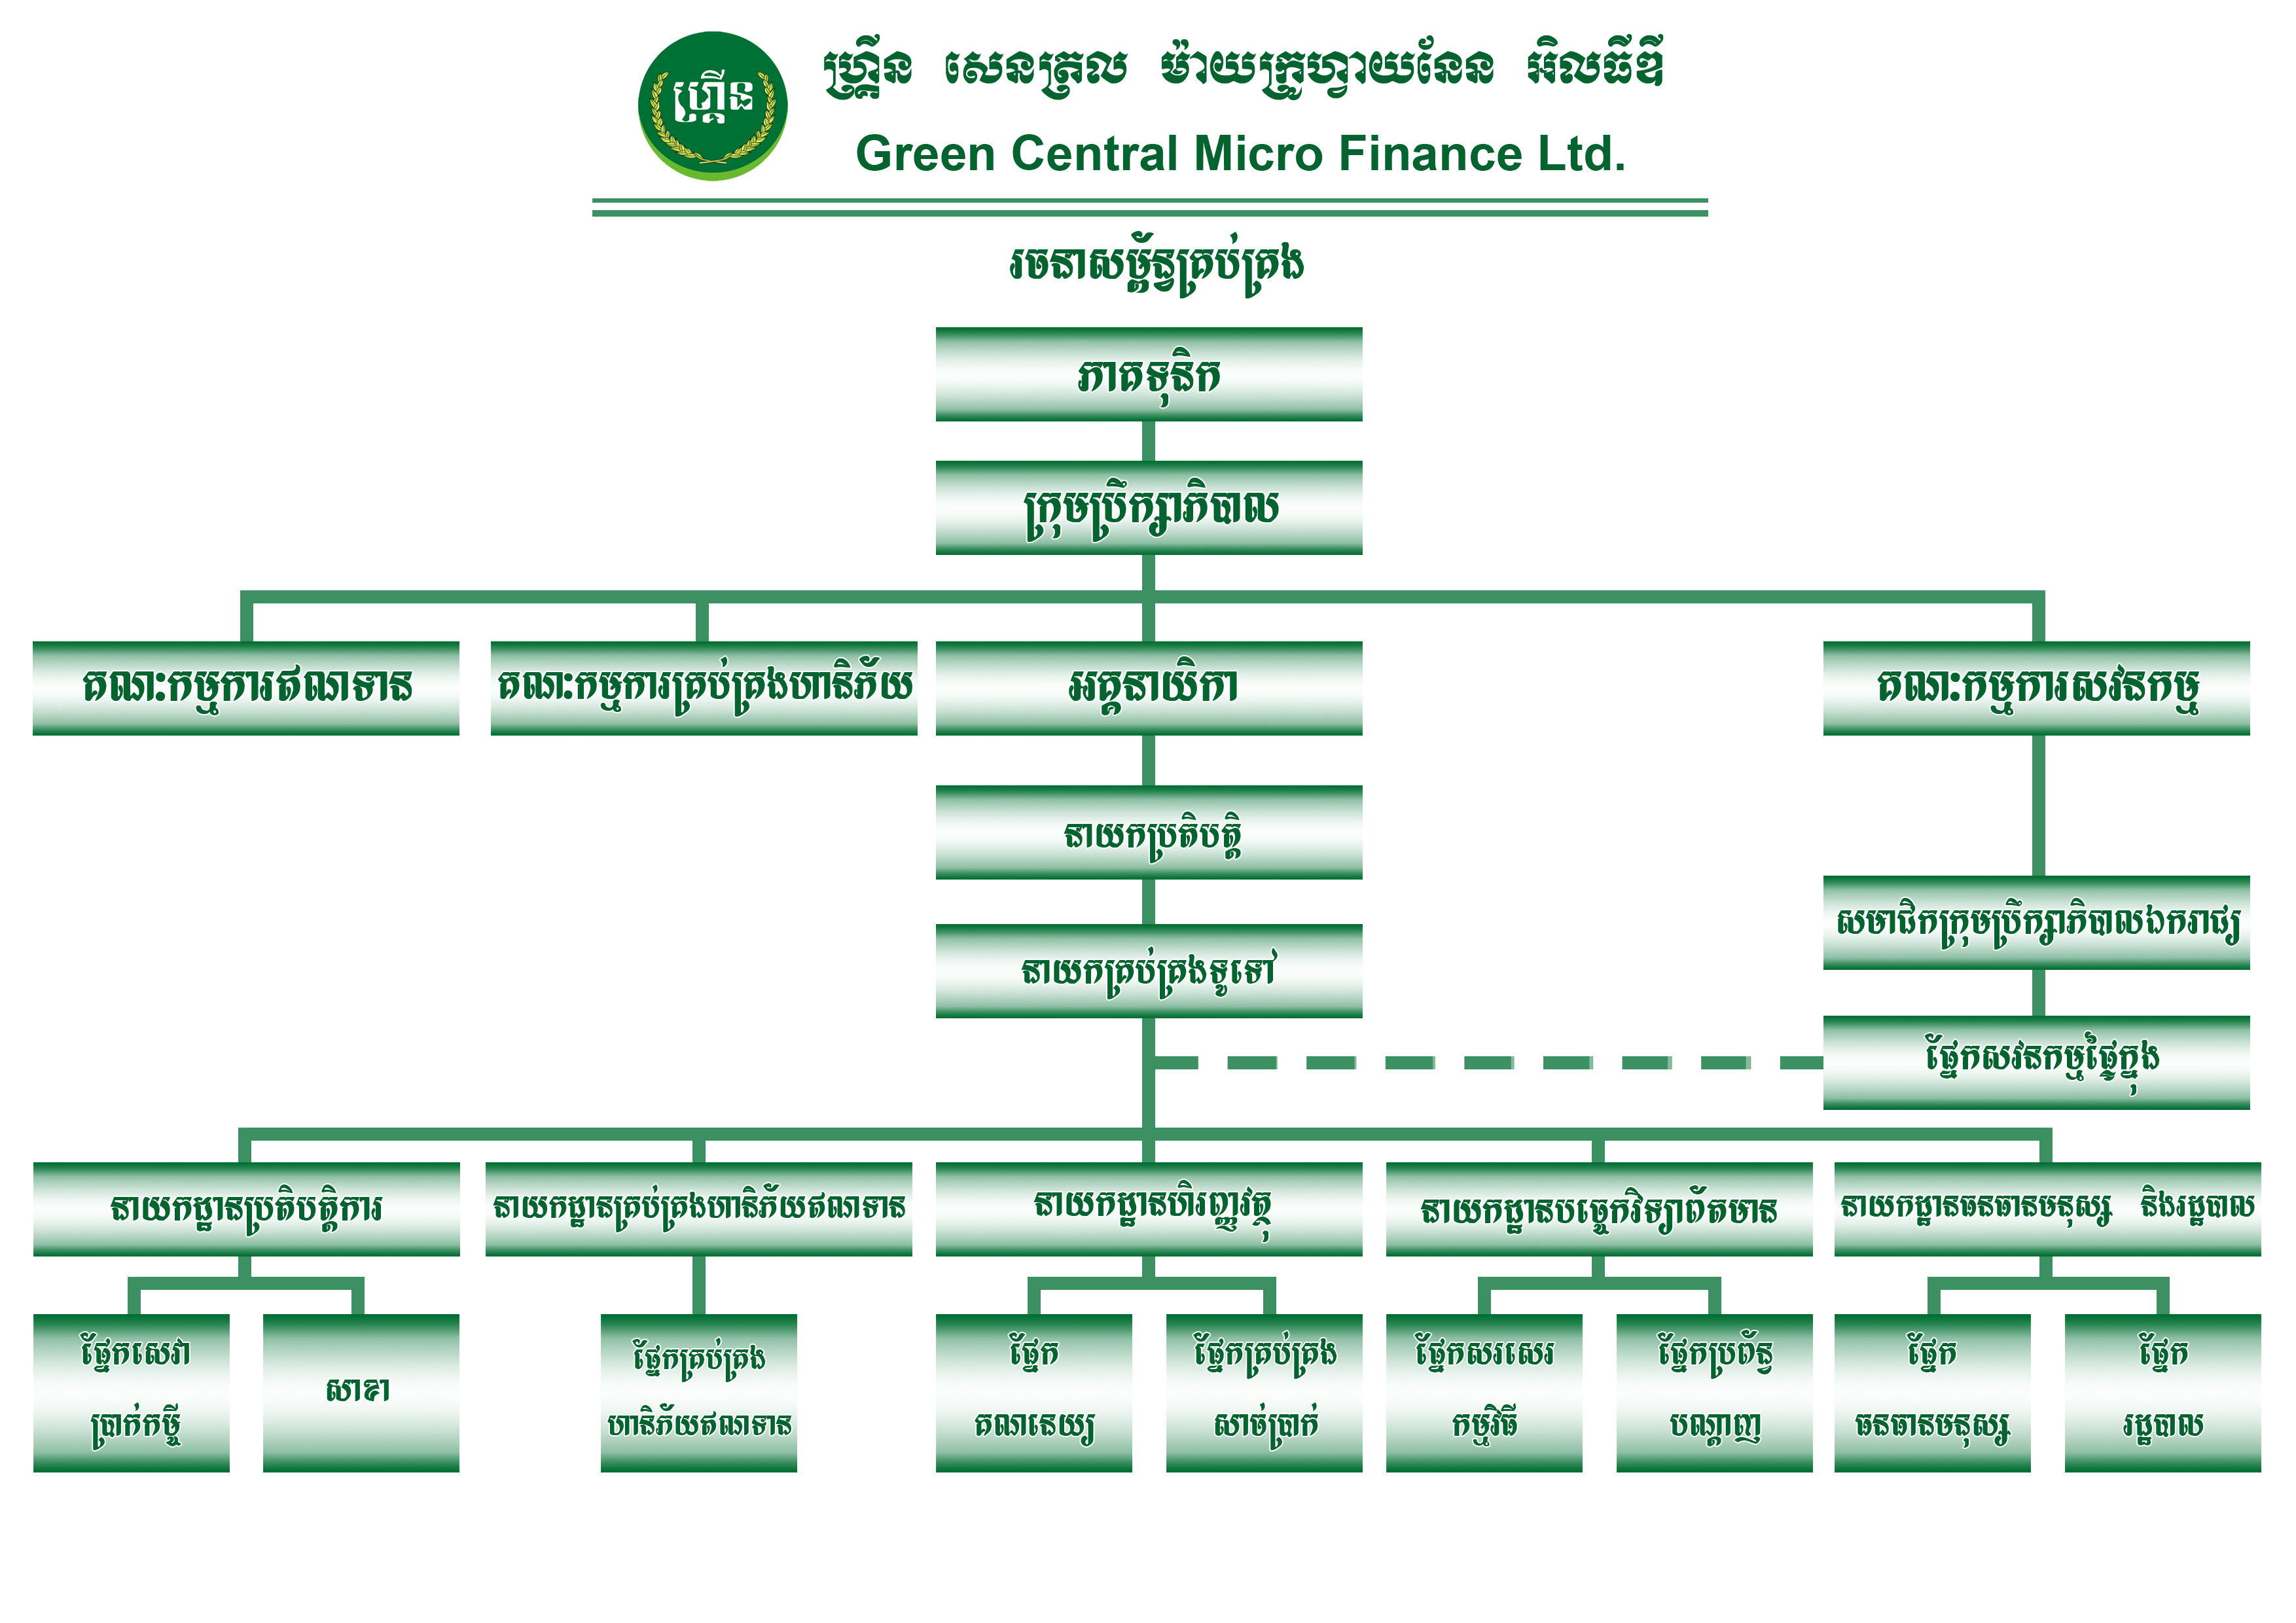 ហ្គ្រីន សេនត្រល ម៉ាយក្រូហ្វាយនែន អិលធីឌី
ហ្គ្រីន
Green Central Micro Finance Ltd.
រចនាសម្ព័ន្ធគ្រប់គ្រង
ភាគទុនិក
ក្រុមប្រឹក្សាភិបាល
គណៈកម្មការឥណទាន
គណៈកម្មការគ្រប់គ្រងហានិភ័យ
អគ្គនាយិកា
គណៈកម្មការសវនកម្ម
នាយកប្រតិបត្តិ
សមាជិកក្រុមប្រឹក្សាភិបាលឯករាជ្យ
នាយកគ្រប់គ្រងទូទៅ
ផ្នែកសវនកម្មផ្ទៃក្នុង
នាយកដ្ឋានប្រតិបត្តិការ
នាយកដ្ឋានគ្រប់គ្រងហានិភ័យឥណទាន
នាយកដ្ឋានហិរញ្ញវត្ថុ
នាយកដ្ឋានបច្ចេកវិទ្យាព័តមាន
នាយកដ្ឋានធនធានមនុស្ស និងរដ្ឋបាល
ផ្នែកសេវា
ប្រាក់កម្ចី
សាខា
ផ្នែកគ្រប់គ្រង
ហានិភ័យឥណទាន
ផ្នែក
គណនេយ្យ
ផ្នែកគ្រប់គ្រង
សាច់ប្រាក់
ផ្នែកសរសេរ
កម្មវិធី
ផ្នែកប្រព័ន្ធ
បណ្តាញ
ផ្នែក
ធនធានមនុស្ស
ផ្នែក
រដ្ឋបាល